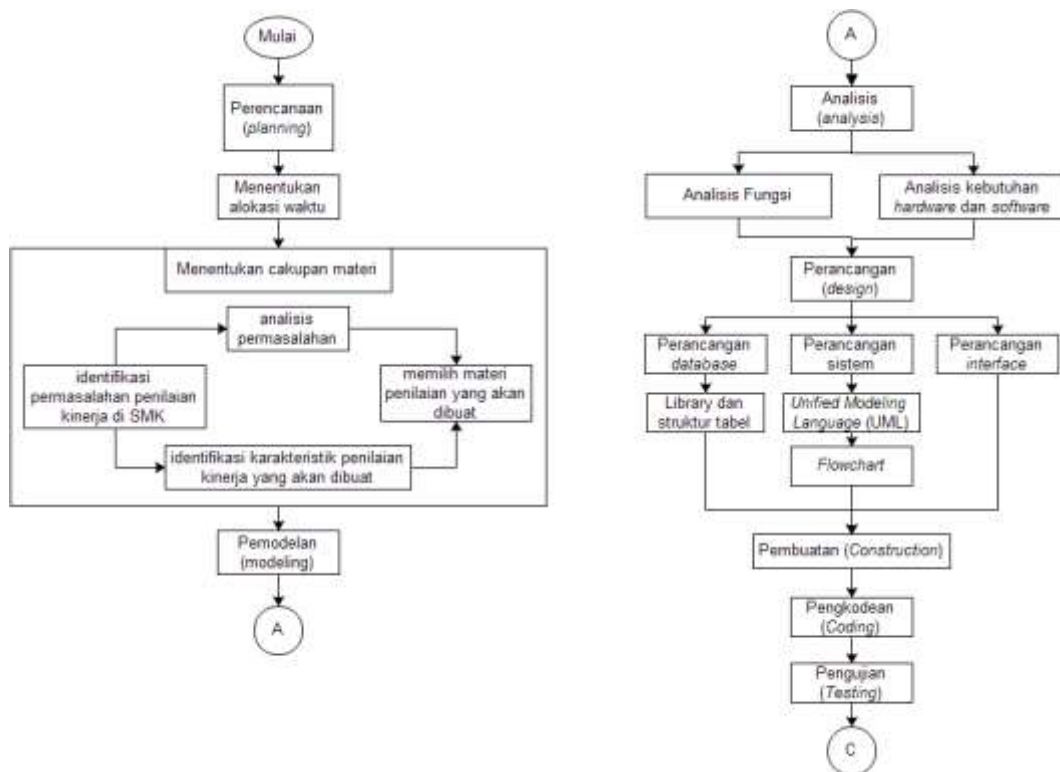 Mulai
Perencanaan
(planning)
Menentukan
alokasi waktu
Menentukan cakupan materi
analisis
permasalahan
identifikasi
permasalahan penilaian
kinerja di SMK
memilih materi
penilaian yang akan
dibuat
identifikasi karakteristik penilaian
kinerja yang akan dibuat
Pemodelan
(modeling)
A
A
Analisis
(analysis)
Analisis Fungsi
Analisis kebutuhan
hardware dan software
Perancangan
(design)
Perancangan
database
Perancangan
sistem
Perancangan
interface
Library dan
struktur tabel
Unified Modeling
Language (UML)
Flowchart
Pembuatan (Construction)
Pengkodean
(Coding)
Pengujian
(Testing)
C